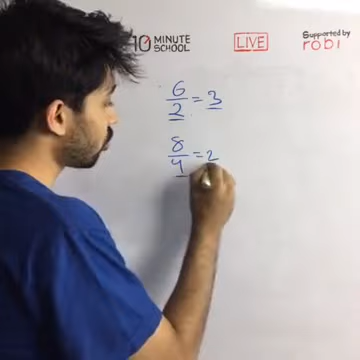 10 MINUTE SCHOOL
LIVE
Supported by
robi
6/2 = 3
8/4 = 2